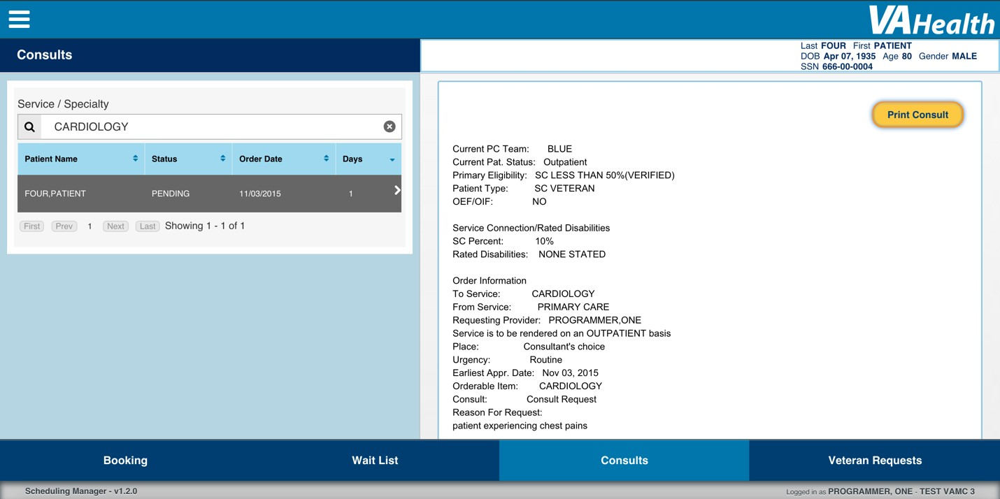 VA Health
Consults
Last FOUR First PATIENT
DOB Apr 07, 1935 Age 80 Gender MALE
SSN 666-00-0004
Service / Specialty
CARDIOLOGY
Patient Name Status Order Date Days
FOUR,PATIENT PENDING 11/03/2015 1
First Prev 1 Next Last Showing 1 - 1 of 1
Print Consult
Current PC Team: BLUE
Current Pat. Status: Outpatient
Primary Eligibility: SC LESS THAN 50%(VERIFIED)
Patient Type: SC VETERAN
OEF/OIF: NO
Service Connection/Rated Disabilities
SC Percent: 10%
Rated Disabilities: NONE STATED
Order Information
To Service: CARDIOLOGY
From Service: PRIMARY CARE
Requesting Provider: PROGRAMMER,ONE
Service is to be rendered on an OUTPATIENT basis
Place: Consultant's choice
Urgency: Routine
Earliest Appr. Date: Nov 03, 2015
Orderable Item: CARDIOLOGY
Consult: Consult Request
Reason For Request:
patient experiencing chest pains
Booking Wait List Consults Veteran Requests
Scheduling Manager - v1.2.0 Logged in as PROGRAMMER, ONE - TEST VAMC 3